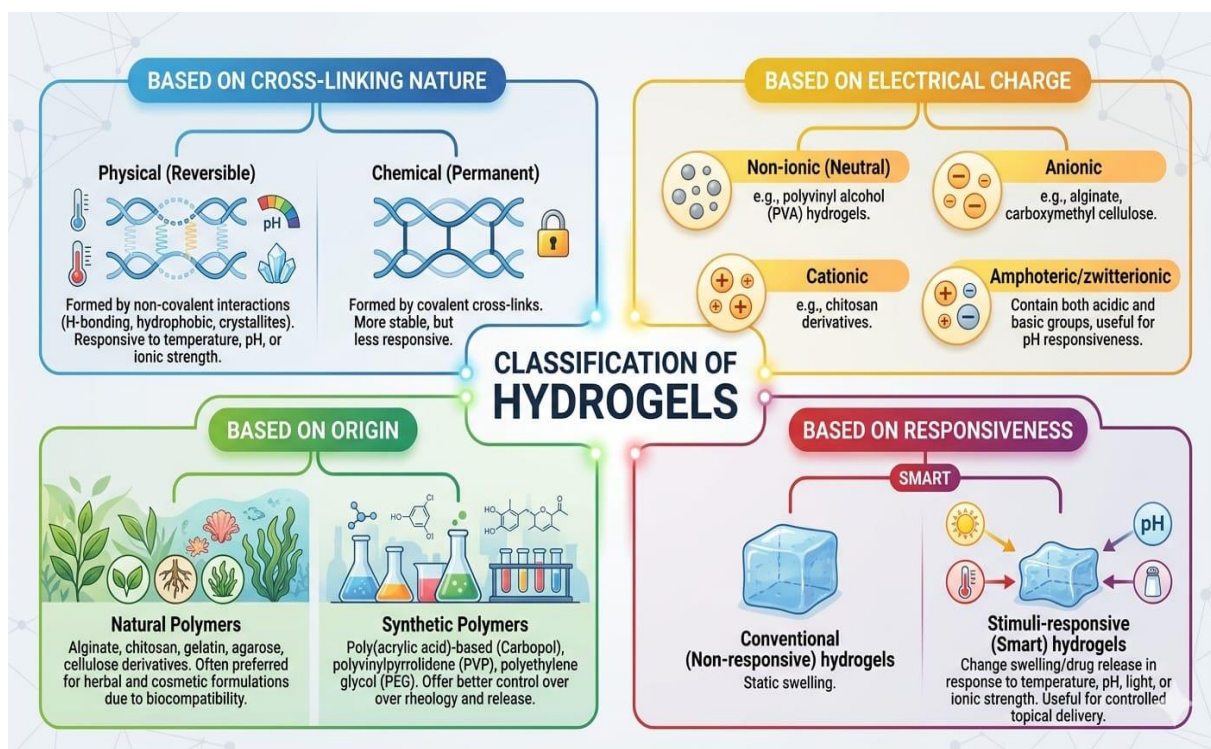 BASED ON CROSS-LINKING NATURE
Physical (Reversible)
pH
Formed by non-covalent interactions
(H-bonding, hydrophobic, crystallites).
Responsive to temperature, pH, or
ionic strength.
Chemical (Permanent)
Formed by covalent cross-links.
More stable, but
less responsive.
BASED ON ELECTRICAL CHARGE
Non-ionic (Neutral)
e.g., polyvinyl alcohol
(PVA) hydrogels.
Anionic
e.g., alginate,
carboxymethyl cellulose.
Cationic
e.g., chitosan
derivatives.
Amphoteric/zwitterionic
Contain both acidic and
basic groups, useful for
pH responsiveness.
CLASSIFICATION OF
HYDROGELS
BASED ON ORIGIN
Natural Polymers
Alginate, chitosan, gelatin, agarose,
cellulose derivatives. Often preferred
for herbal and cosmetic formulations
due to biocompatibility.
HO
Cl
Cl
HO
HO
O
O
Synthetic Polymers
Poly(acrylic acid)-based (Carbopol),
polyvinylpyrrolidene (PVP), polyethylene
glycol (PEG). Offer better control over
over rheology and release.
BASED ON RESPONSIVENESS
SMART
Conventional
(Non-responsive) hydrogels
Static swelling.
pH
Stimuli-responsive
(Smart) hydrogels
Change swelling/drug release in
response to temperature, pH, light, or
ionic strength. Useful for controlled
topical delivery.